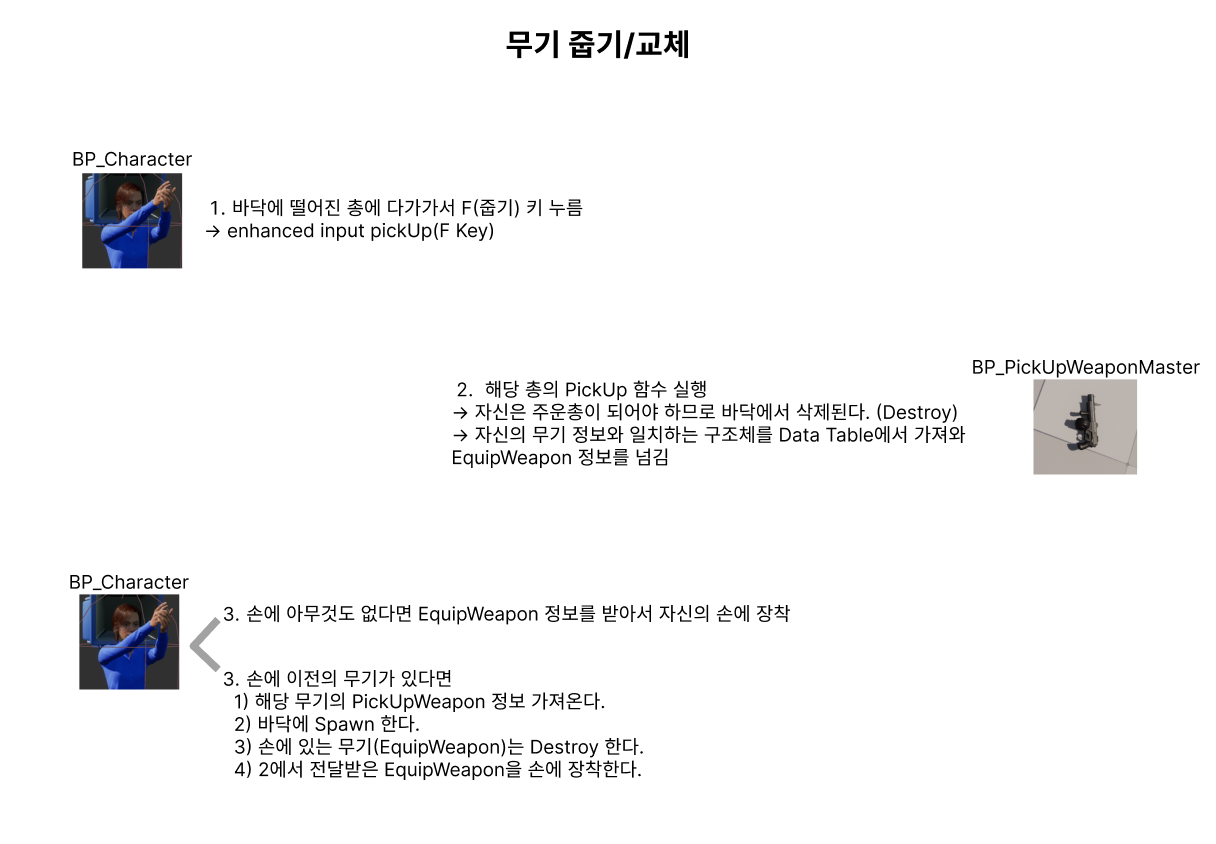 무기 줍기/교체
BP_Character
1. 바닥에 떨어진 총에 다가가서 F(줍기) 키 누름
→ enhanced input pickUp(F Key)
BP_PickUpWeaponMaster
2. 해당 총의 PickUp 함수 실행
→ 자신은 주운총이 되어야 하므로 바닥에서 삭제된다. (Destroy)
→ 자신의 무기 정보와 일치하는 구조체를 Data Table에서 가져와
EquipWeapon 정보를 넘김
BP_Character
3. 손에 아무것도 없다면 EquipWeapon 정보를 받아서 자신의 손에 장착
3. 손에 이전의 무기가 있다면
1) 해당 무기의 PickUpWeapon 정보 가져온다.
2) 바닥에 Spawn 한다.
3) 손에 있는 무기(EquipWeapon)는 Destroy 한다.
4) 2에서 전달받은 EquipWeapon을 손에 장착한다.